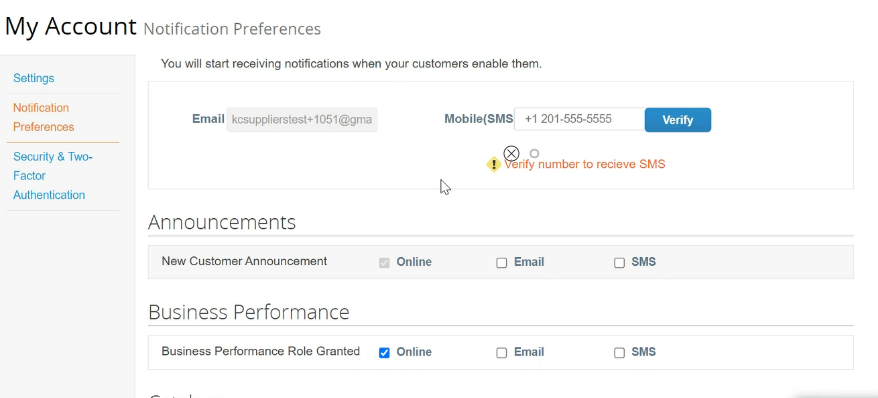 My Account Notification Preferences
You will start receiving notifications when your customers enable them.
Settings
Notification
Preferences
Security & Two-
Factor
Authentication
Email kcsupplierstest+1051@gma
Mobile(SMS +1 201-555-5555 Verify
Verify number to recieve SMS
Announcements
New Customer Announcement Online Email SMS
Business Performance
Business Performance Role Granted Online Email SMS